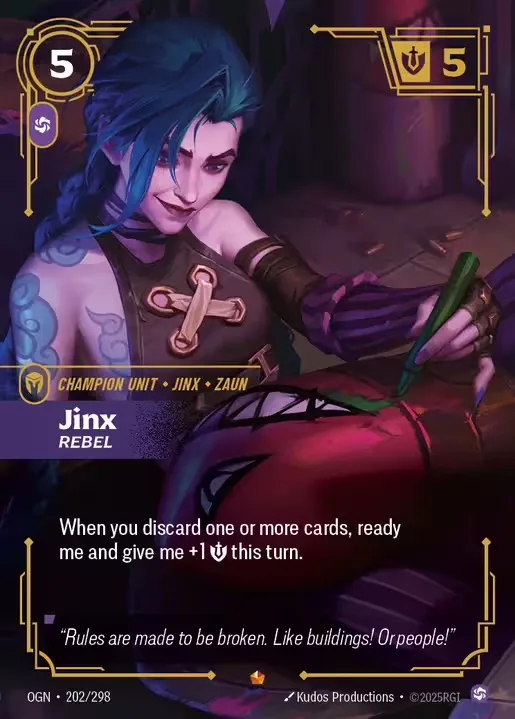 5
5
CHAMPION UNIT • JINX • ZAUN
Jinx
REBEL
When you discard one or more cards, ready
me and give me +1 this turn.
“Rules are made to be broken. Like buildings! Or people!”
OGN • 202/298
Kudos Productions • ©2025RGI